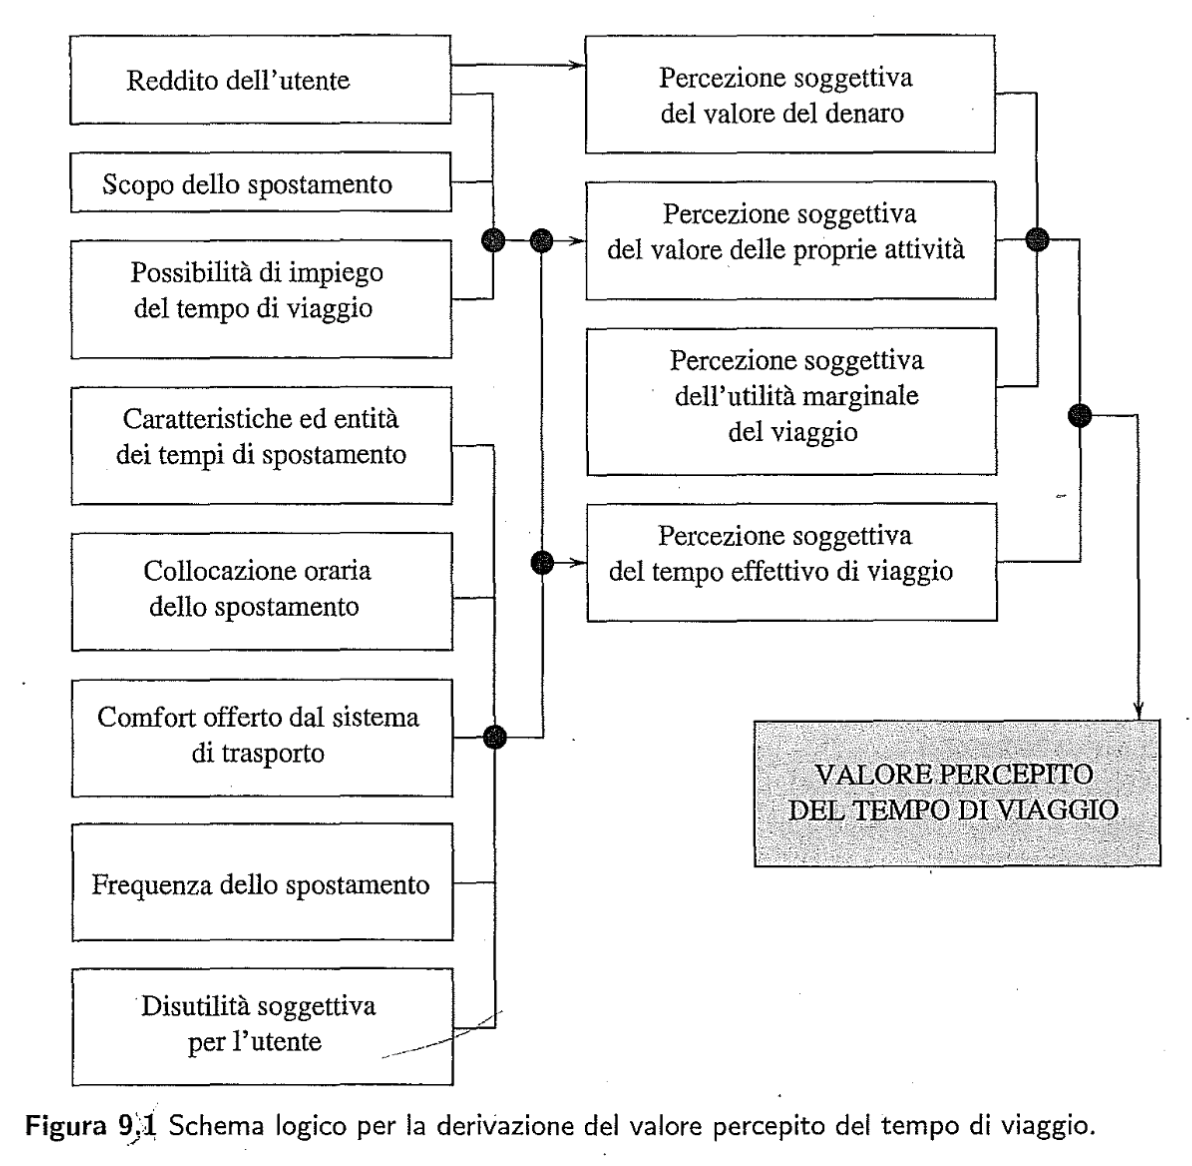 Reddito dell'utente
Scopo dello spostamento
Possibilità di impiego
del tempo di viaggio
Caratteristiche ed entità
dei tempi di spostamento
Collocazione oraria
dello spostamento
Comfort offerto dal sistema
di trasporto
Frequenza dello spostamento
Disutilità soggettiva
per l'utente
Percezione soggettiva
del valore del denaro
Percezione soggettiva
del valore delle proprie attività
Percezione soggettiva
dell'utilità marginale
del viaggio
Percezione soggettiva
del tempo effettivo di viaggio
VALORE PERCEPITO
DEL TEMPO DI VIAGGIO
Figura 9.1 Schema logico per la derivazione del valore percepito del tempo di viaggio.